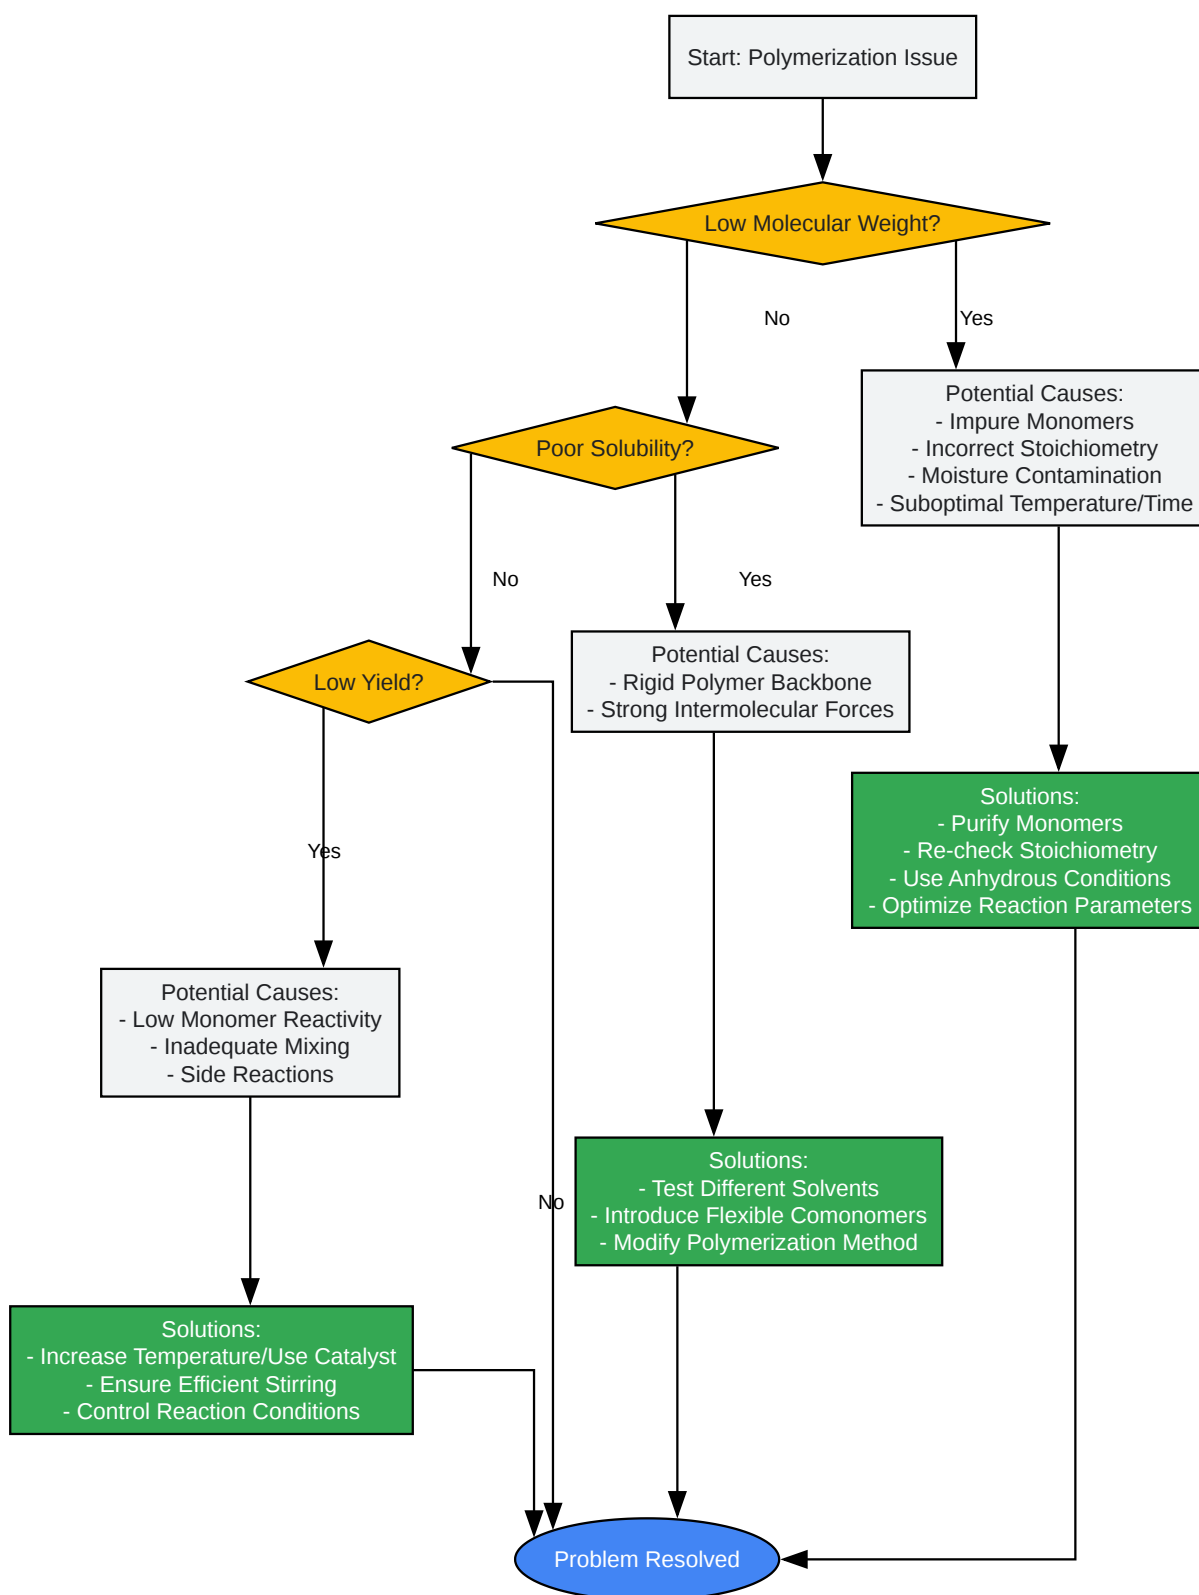 Start: Polymerization Issue
Low Molecular Weight?
No
Yes
Potential Causes:
- Impure Monomers
- Incorrect Stoichiometry
- Moisture Contamination
- Suboptimal Temperature/Time
Poor Solubility?
No
Yes
Potential Causes:
- Rigid Polymer Backbone
- Strong Intermolecular Forces
Low Yield?
Solutions:
- Purify Monomers
- Re-check Stoichiometry
- Use Anhydrous Conditions
- Optimize Reaction Parameters
Yes
Potential Causes:
- Low Monomer Reactivity
- Inadequate Mixing
- Side Reactions
Solutions:
- Test Different Solvents
- Introduce Flexible Comonomers
- Modify Polymerization Method
No
Solutions:
- Increase Temperature/Use Catalyst
- Ensure Efficient Stirring
- Control Reaction Conditions
Problem Resolved